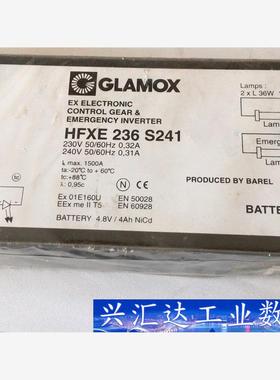 GLAMOX
EX ELECTRONIC
CONTROL GEAR &
EMERGENCY INVERTER
HFXE 236 S241
230V 50/60Hz 0,32A
240V 50/60Hz 0,31A
max. 1500A
ta:-20°C to + 60°C
tc:+88°C
λ: 0,95c
Ex 01E160U
EEx me II T5
EN 50028
EN 60928
BATTERY 4.8V / 4Ah NiCd
Lamps:
2 x L 36W
Lam
Emergenc
Lam
PRODUCED BY BAREL
BATTE
tc
兴汇达工业数